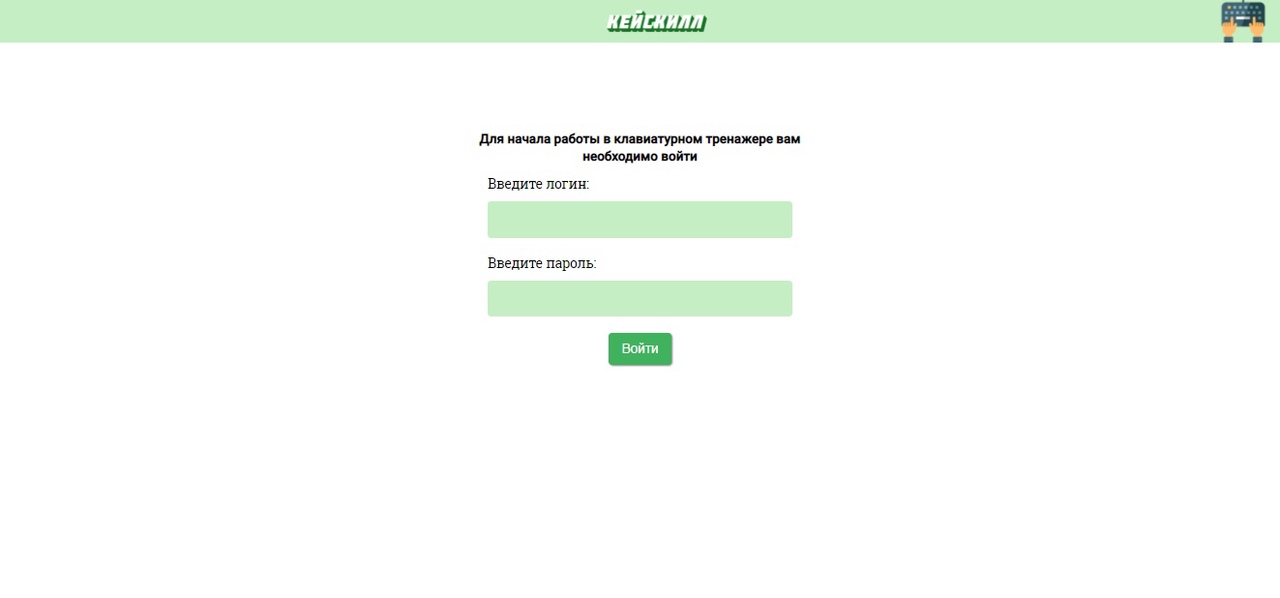 КЕЙСКИЛЛ
Для начала работы в клавиатурном тренажере вам
необходимо войти
Введите логин:
Введите пароль:
Войти